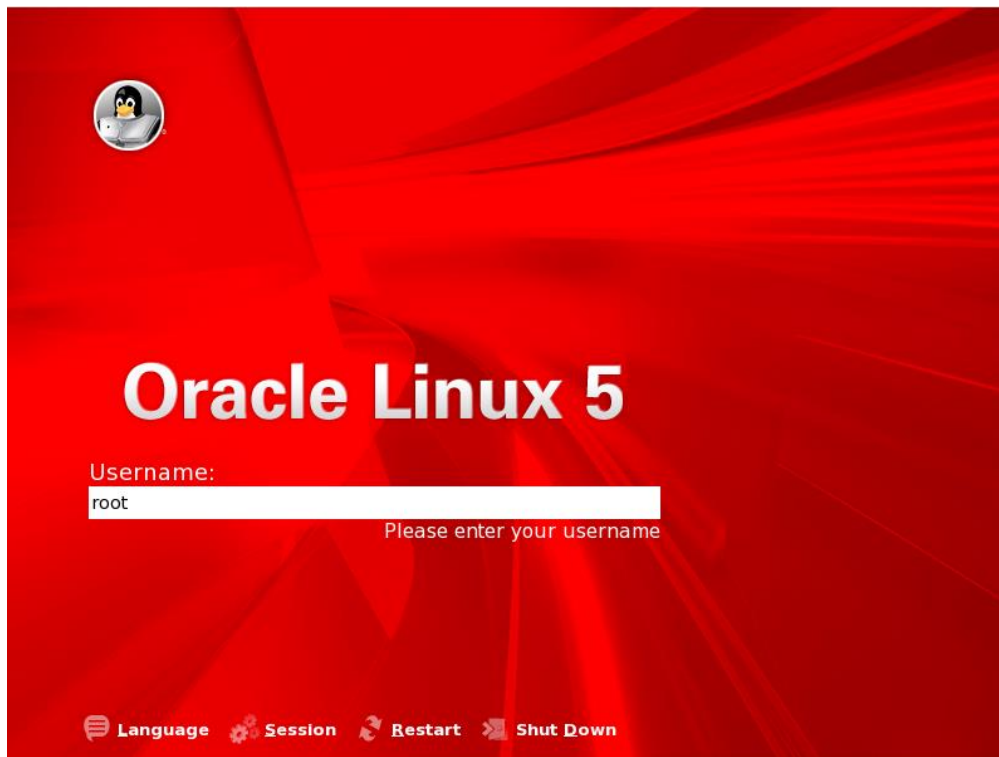 Oracle Linux 5
Username:
root
Please enter your username
Language Session Restart Shut Down